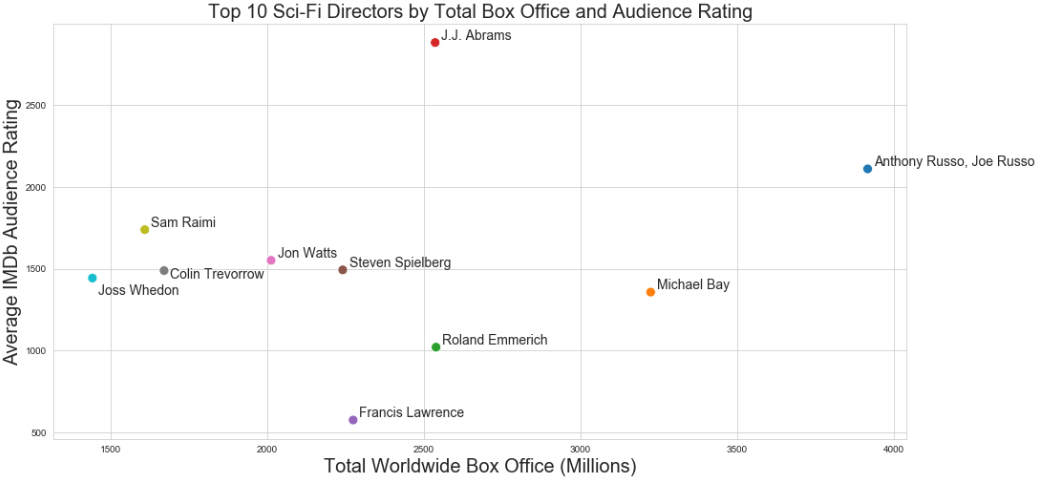 Top 10 Sci-Fi Directors by Total Box Office and Audience Rating
J.J. Abrams
2500
Anthony Russo, Joe Russo
2000
Sam Raimi
Jon Watts
Steven Spielberg
1500
Colin Trevorrow
Michael Bay
Joss Whedon
Roland Emmerich
1000
Francis Lawrence
500
Average IMDb Audience Rating
1500 2000 2500 3000 3500 4000
Total Worldwide Box Office (Millions)